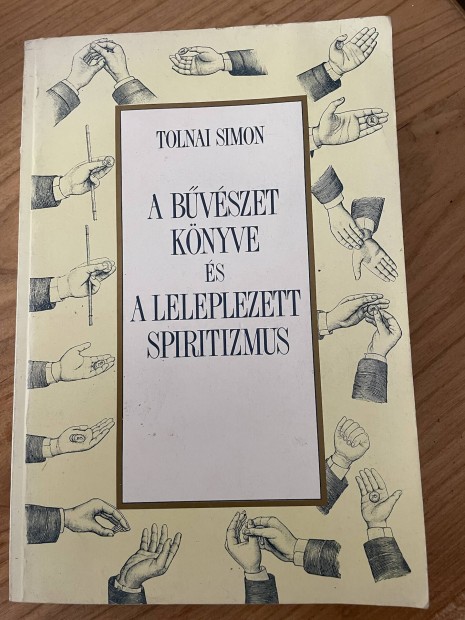 TOLNAI SIMON
A BŰVÉSZET
KÖNYVE
ÉS
A LELEPLEZETT
SPIRITIZMUS